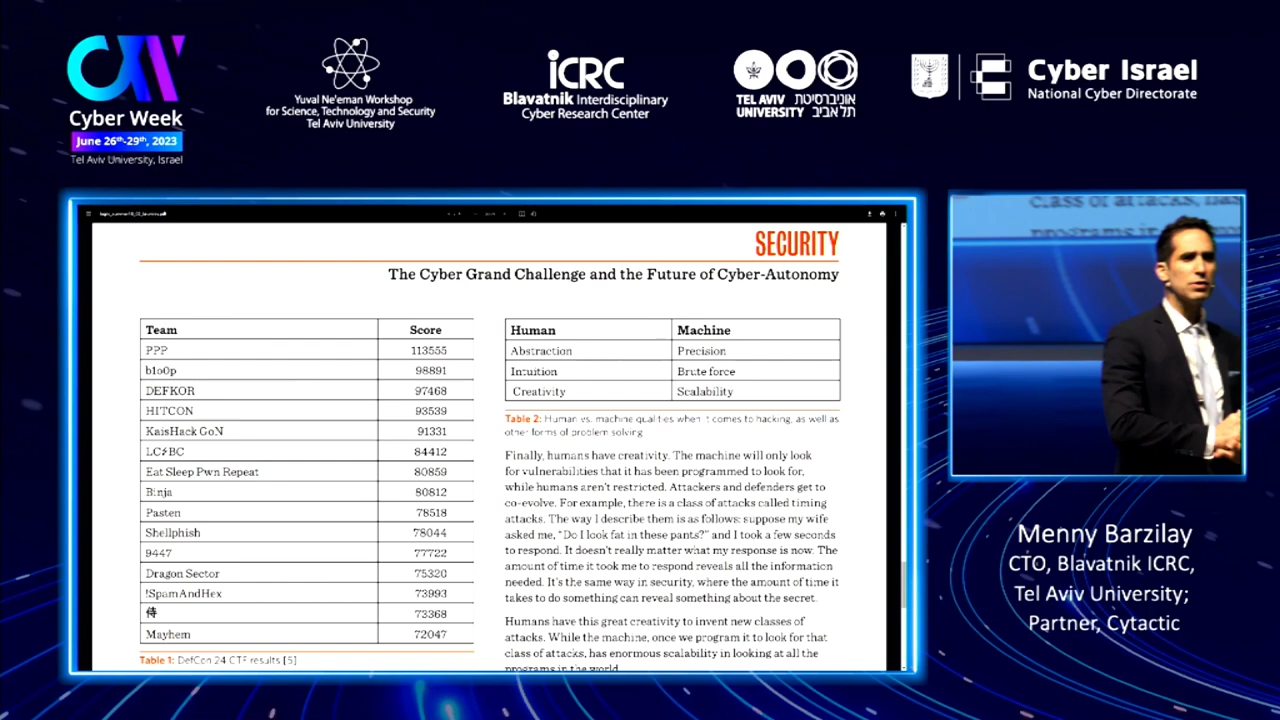 Cyber Week
June 26th-29th, 2023
Tel Aviv University, Israel
Yuval Ne'eman Workshop
for Science, Technology and Security
Tel Aviv University
iCRC
Blavatnik Interdisciplinary
Cyber Research Center
TEL AVIV אוניברסיטת
UNIVERSITY תל אביב
Cyber Israel
National Cyber Directorate
SECURITY
The Cyber Grand Challenge and the Future of Cyber-Autonomy
Team Score
PPP 113555
b1o0p 98891
DEFKOR 97468
HITCON 93539
KaisHack GoN 91331
LC⚡BC 84412
Eat Sleep Pwn Repeat 80859
Binja 80812
Pasten 78518
Shellphish 78044
9447 77722
Dragon Sector 75320
!SpamAndHex 73993
侍 73368
Mayhem 72047
Table 1: DefCon 24 CTF results [5]
Human Machine
Abstraction Precision
Intuition Brute force
Creativity Scalability
Table 2: Human vs. machine qualities when it comes to hacking, as well as
other forms of problem solving
Finally, humans have creativity. The machine will only look
for vulnerabilities that it has been programmed to look for,
while humans aren't restricted. Attackers and defenders get to
co-evolve. For example, there is a class of attacks called timing
attacks. The way I describe them is as follows: suppose my wife
asked me, "Do I look fat in these pants?" and I took a few seconds
to respond. It doesn't really matter what my response is now. The
amount of time it took me to respond reveals all the information
needed. It's the same way in security, where the amount of time it
takes to do something can reveal something about the secret.
Humans have this great creativity to invent new classes of
attacks. While the machine, once we program it to look for that
class of attacks, has enormous scalability in looking at all the
programs in the world.
class of attacks, has
programs in
Menny Barzilay
CTO, Blavatnik ICRC,
Tel Aviv University;
Partner, Cytactic